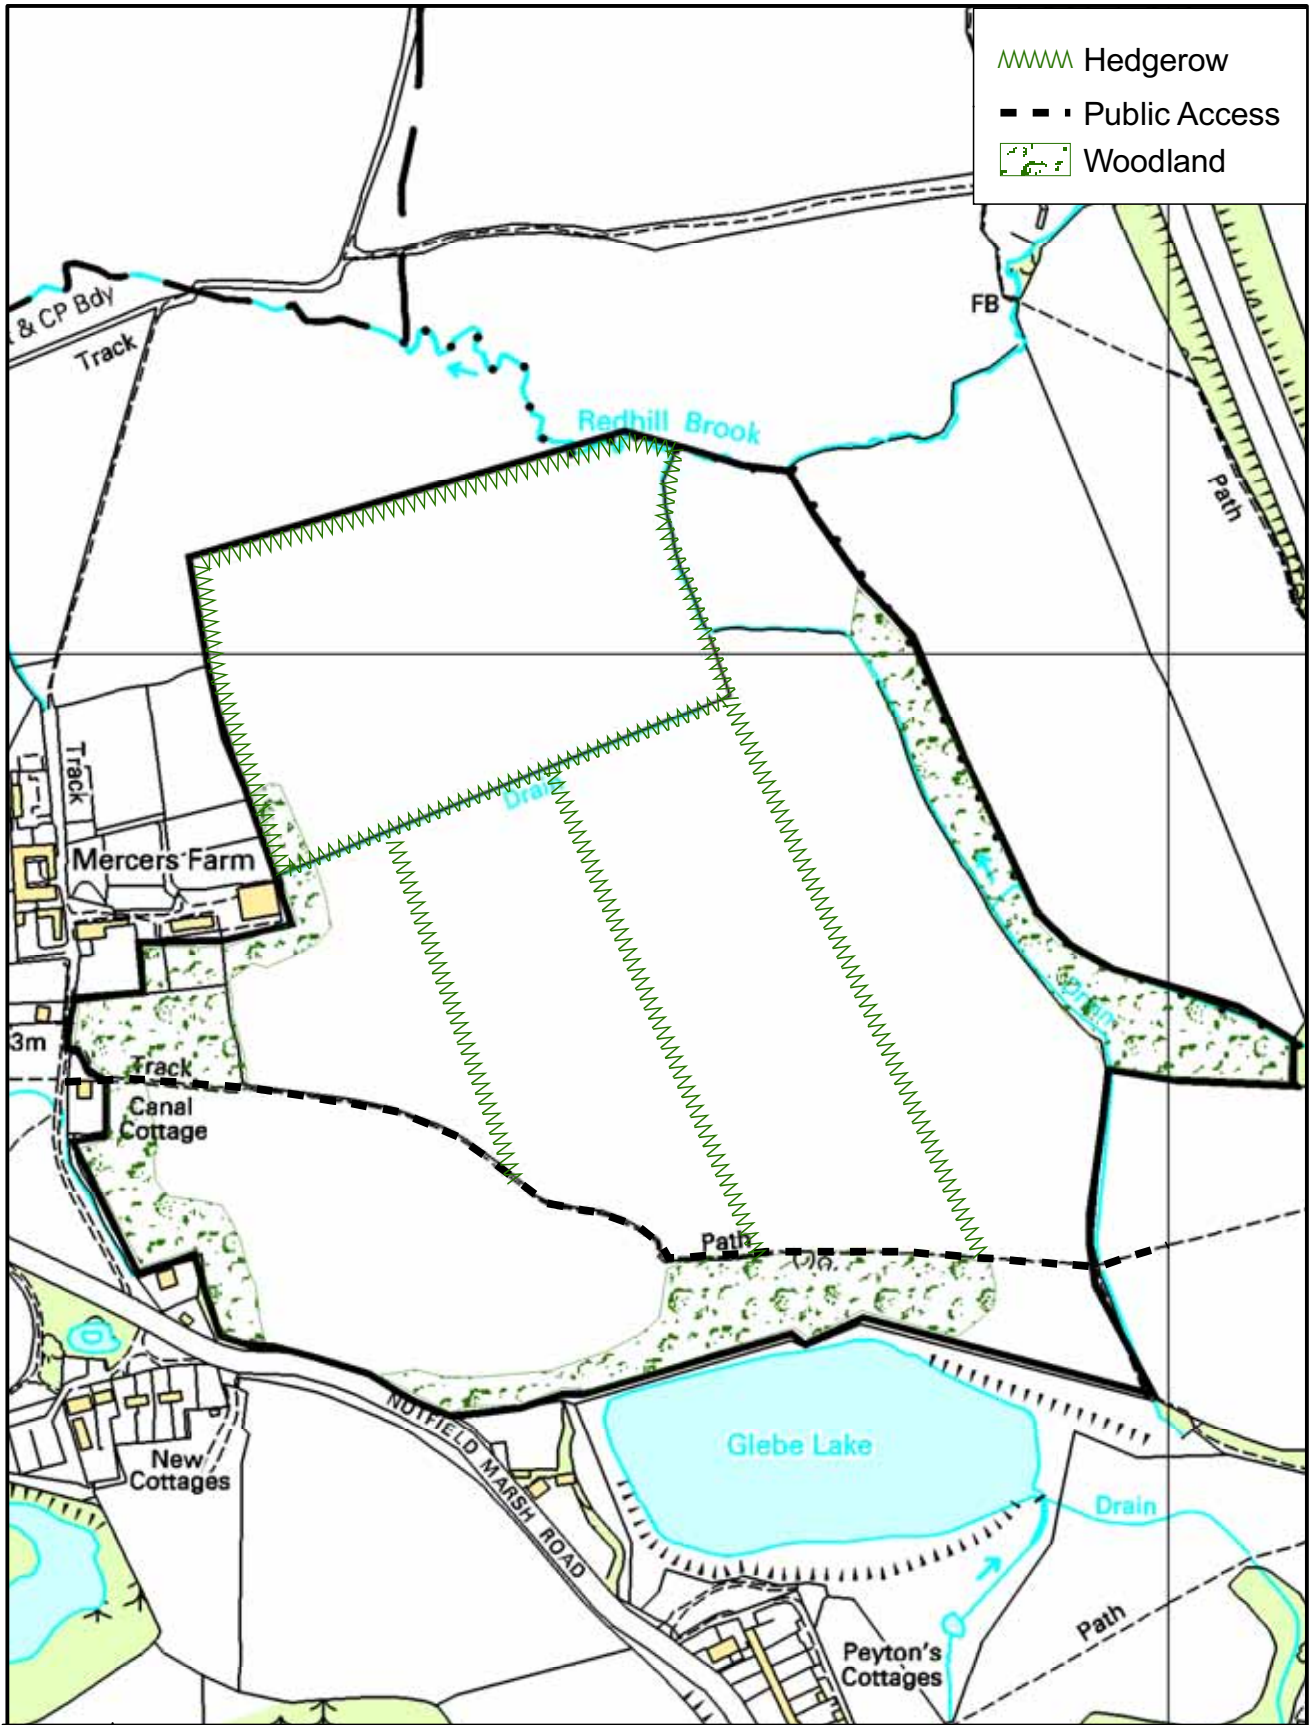 Hedgerow
Public Access
Woodland
& CP Bdy
Track
FB
Redhill Brook
Path
Track
Drain
Mercers Farm
Drain
3m
Track
Canal
Cottage
Path
NUTFIELD MARSH ROAD
New
Cottages
Glebe Lake
Drain
Path
Peyton's
Cottages